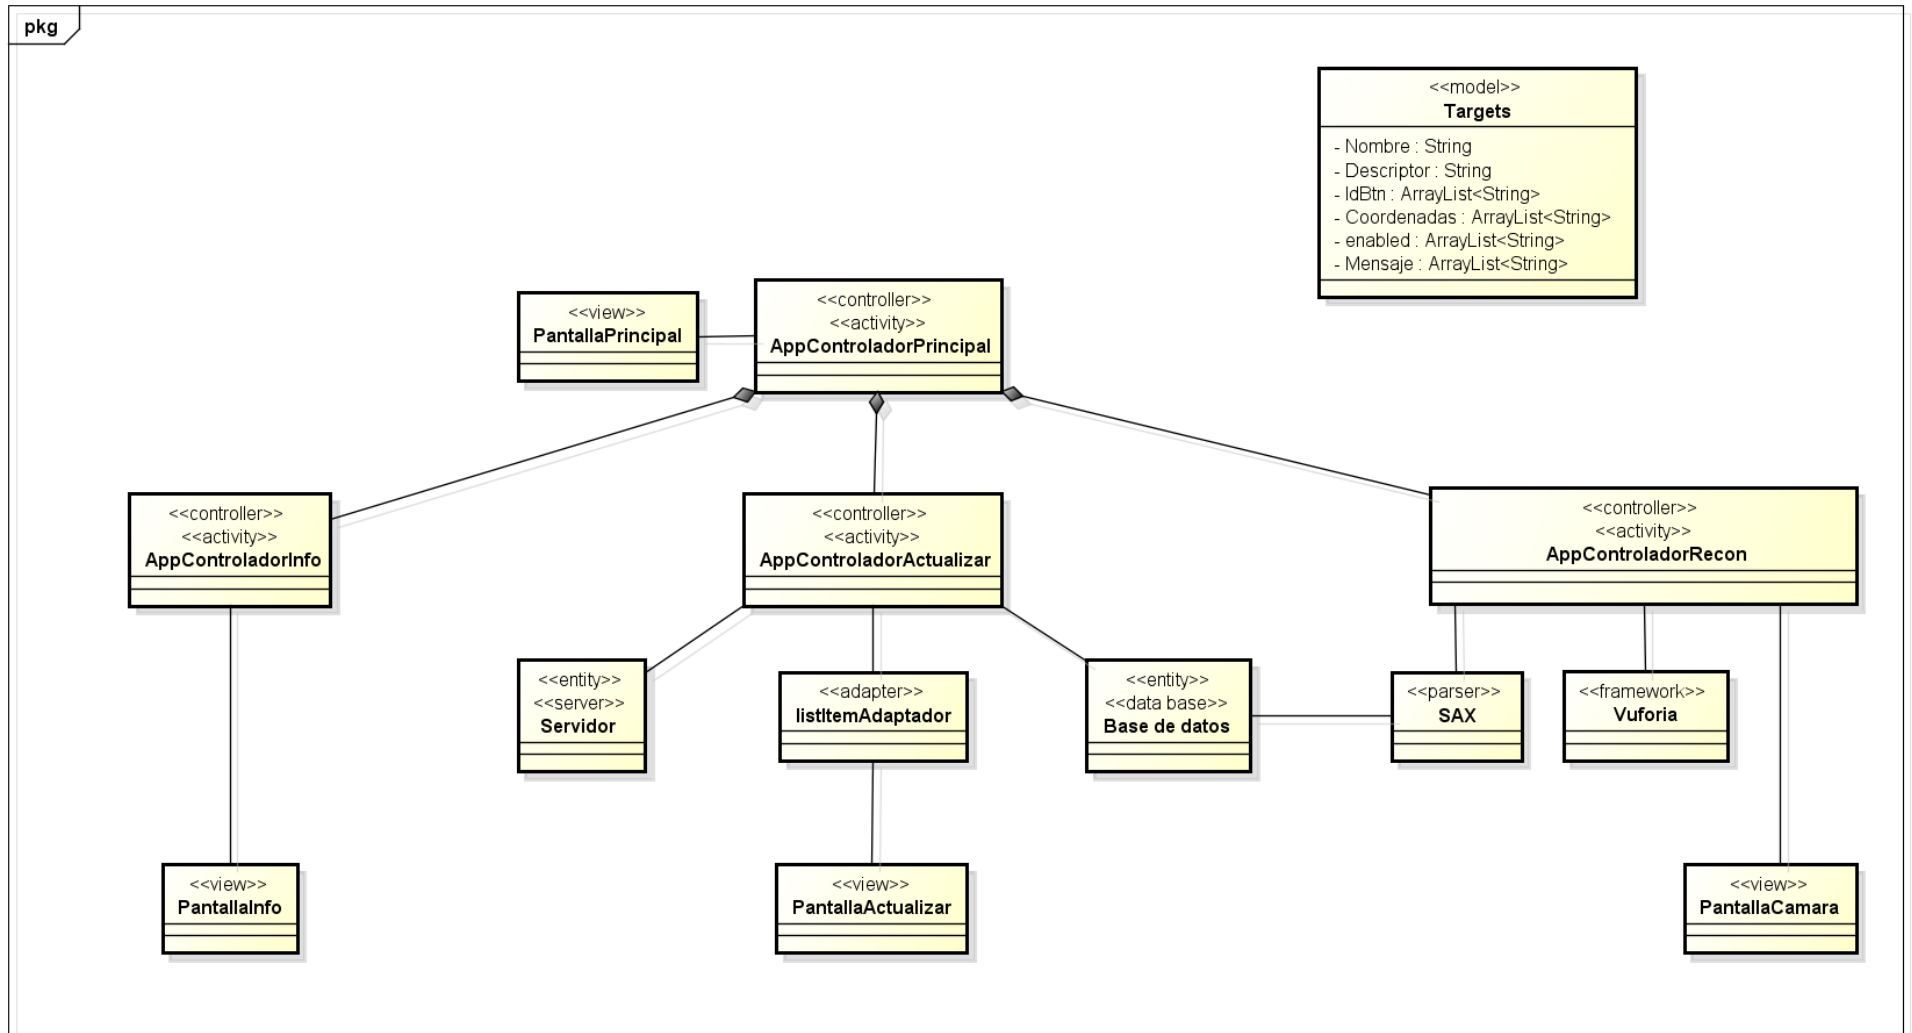 pkg
<<model>>
Targets
- Nombre : String
- Descriptor : String
- IdBtn : ArrayList<String>
- Coordenadas : ArrayList<String>
- enabled : ArrayList<String>
- Mensaje : ArrayList<String>
<<view>>
PantallaPrincipal
<<controller>>
<<activity>>
AppControladorPrincipal
<<controller>>
<<activity>>
AppControladorInfo
<<controller>>
<<activity>>
AppControladorActualizar
<<controller>>
<<activity>>
AppControladorRecon
<<entity>>
<<server>>
Servidor
<<adapter>>
listItemAdaptador
<<entity>>
<<data base>>
Base de datos
<<parser>>
SAX
<<framework>>
Vuforia
<<view>>
PantallaInfo
<<view>>
PantallaActualizar
<<view>>
PantallaCamara